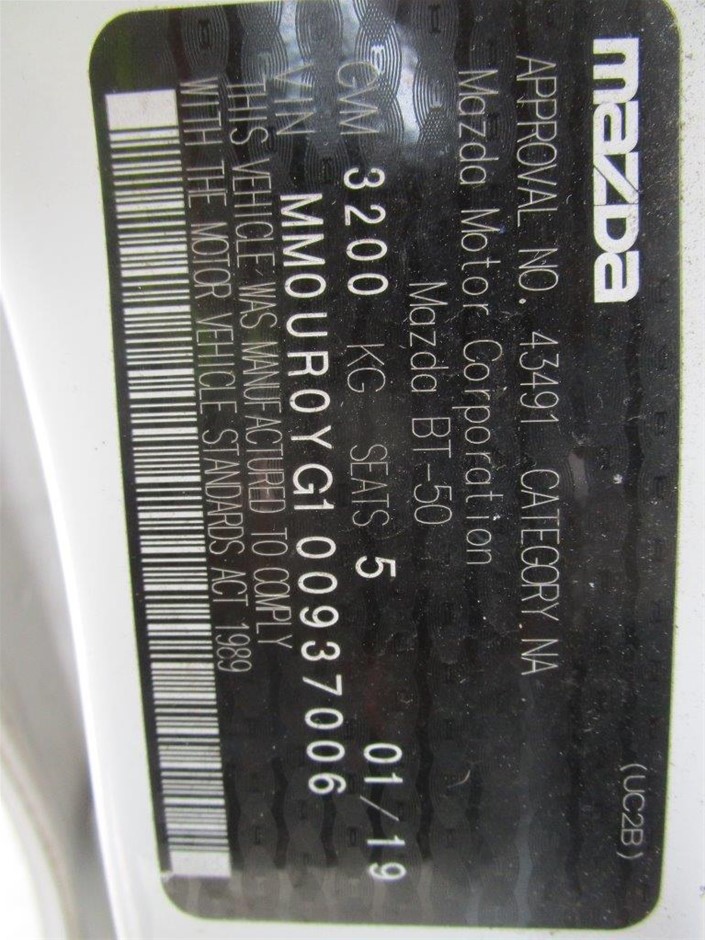 mazda
(UC2B)
APPROVAL NO. 43491 CATEGORY NA
Mazda Motor Corporation
Mazda BT-50
GVM 3200 KG SEATS 5 01/19
VIN MM0UR0YG100937006
THIS VEHICLE WAS MANUFACTURED TO COMPLY
WITH THE MOTOR VEHICLE STANDARDS ACT 1989